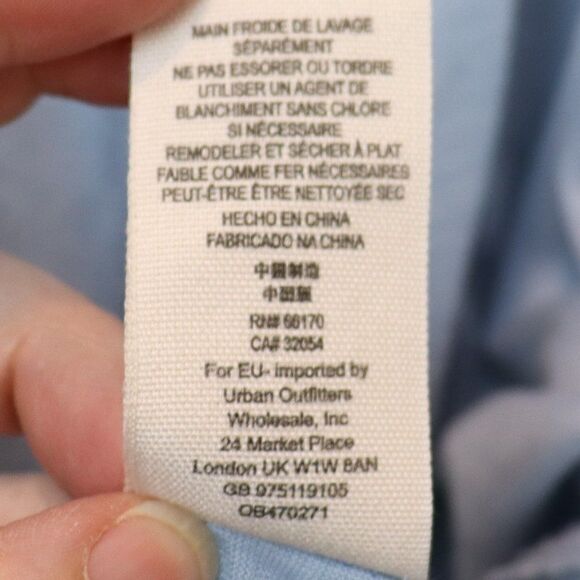 MAIN FROIDE DE LAVAGE
SÉPARÉMENT
NE PAS ESSORER OU TORDRE
UTILISER UN AGENT DE
BLANCHIMENT SANS CHLORE
SI NÉCESSAIRE
REMODELER ET SÉCHER À PLAT
FAIBLE COMME FER NÉCESSAIRES
PEUT-ÊTRE ÊTRE NETTOYÉE SEC
HECHO EN CHINA
FABRICADO NA CHINA
中國制造
中国製
RN# 66170
CA# 32054
For EU- imported by
Urban Outfitters
Wholesale, Inc
24 Market Place
London UK W1W 8AN
GB 975119105
OB470271